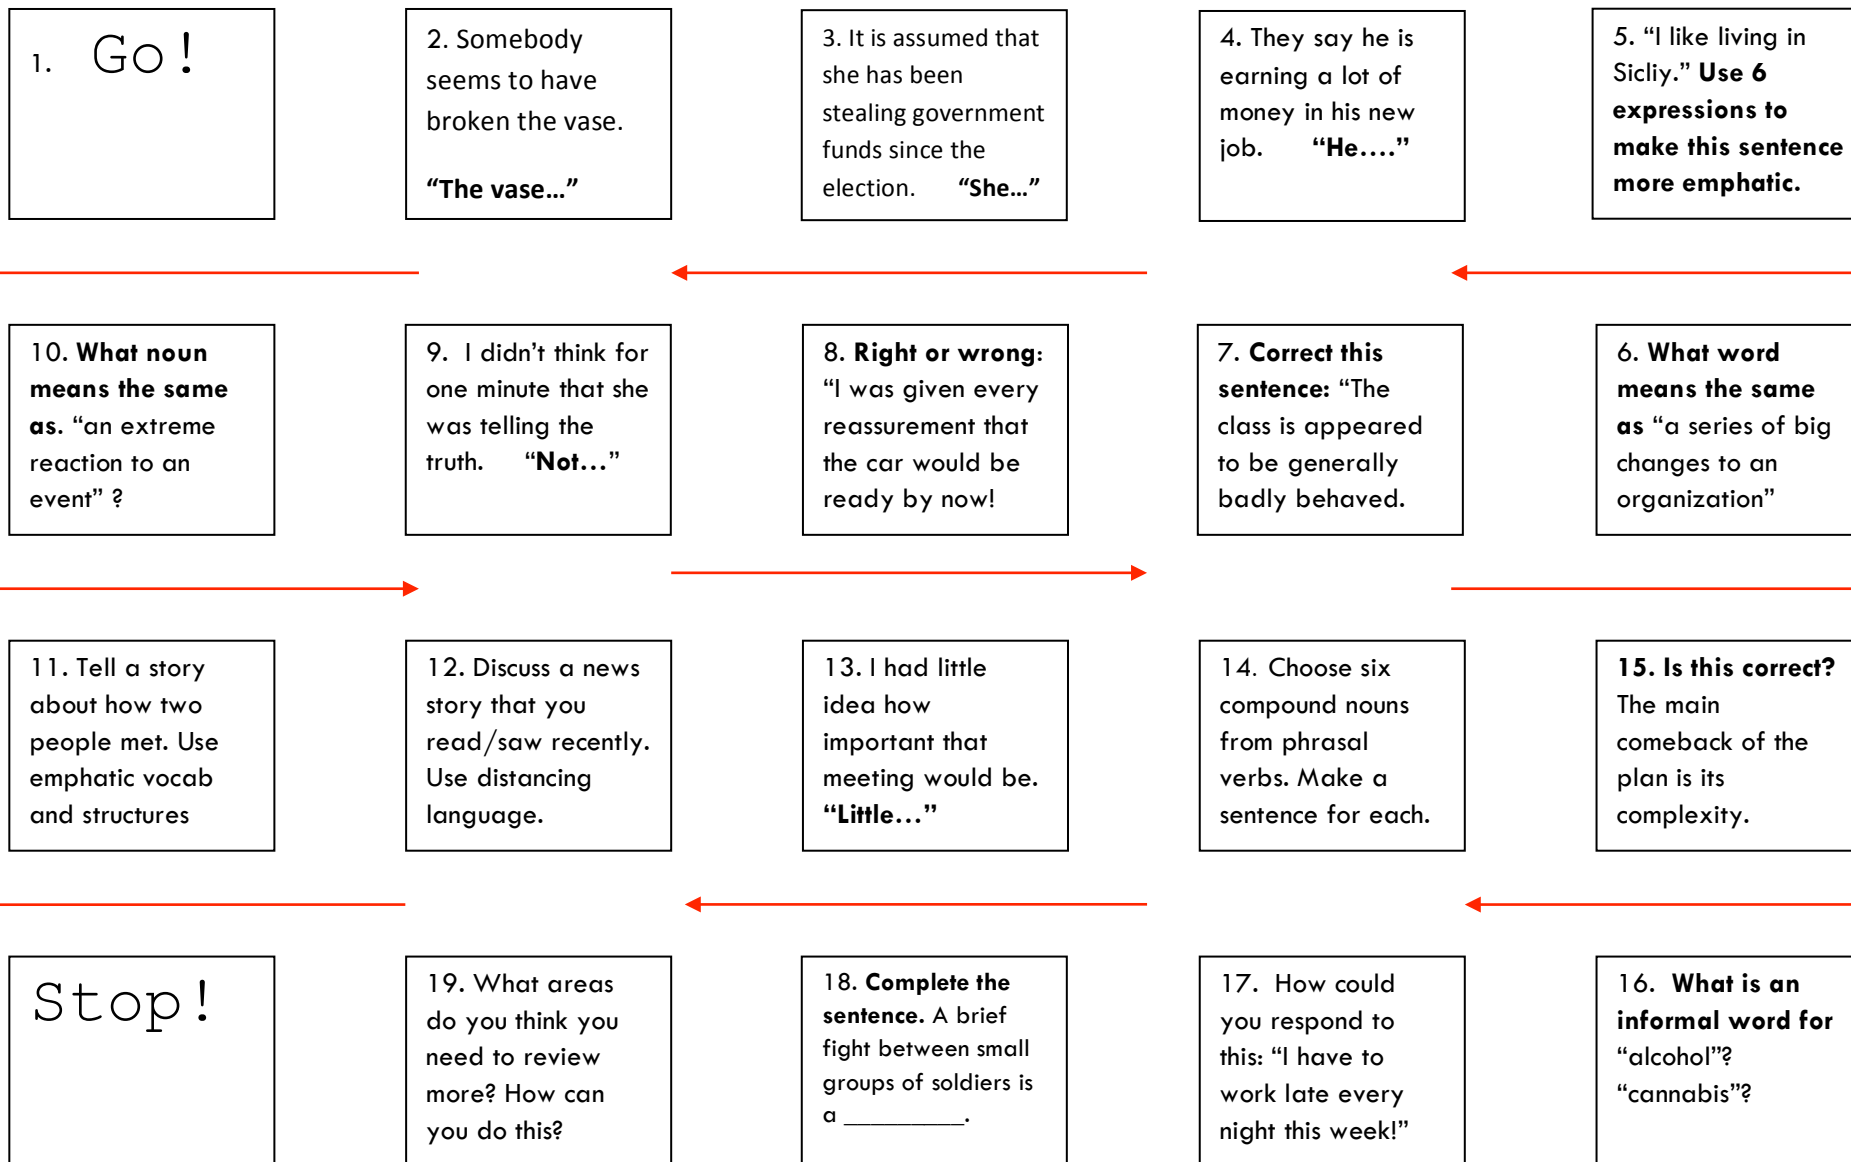 1. Go!
2. Somebody
seems to have
broken the vase.
“The vase...”
3. It is assumed that
she has been
stealing government
funds since the
election. “She...”
4. They say he is
earning a lot of
money in his new
job. “He....”
5. “I like living in
Sicliy.” Use 6
expressions to
make this sentence
more emphatic.
10. What noun
means the same
as. “an extreme
reaction to an
event” ?
9. I didn’t think for
one minute that she
was telling the
truth. “Not...”
8. Right or wrong:
“I was given every
reassurement that
the car would be
ready by now!
7. Correct this
sentence: “The
class is appeared
to be generally
badly behaved.
6. What word
means the same
as “a series of big
changes to an
organization”
11. Tell a story
about how two
people met. Use
emphatic vocab
and structures
12. Discuss a news
story that you
read/saw recently.
Use distancing
language.
13. I had little
idea how
important that
meeting would be.
“Little...”
14. Choose six
compound nouns
from phrasal
verbs. Make a
sentence for each.
15. Is this correct?
The main
comeback of the
plan is its
complexity.
Stop!
19. What areas
do you think you
need to review
more? How can
you do this?
18. Complete the
sentence. A brief
fight between small
groups of soldiers is
a _________.
17. How could
you respond to
this: “I have to
work late every
night this week!”
16. What is an
informal word for
“alcohol”?
“cannabis”?